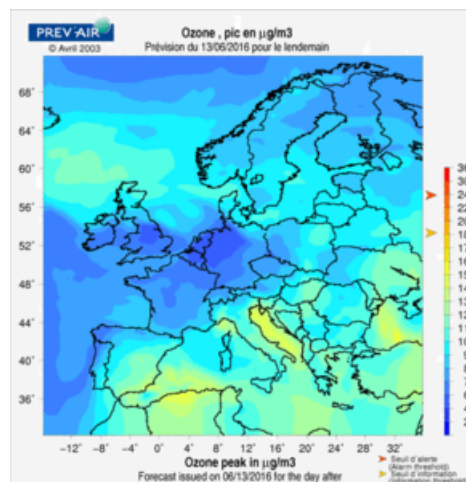 PREV'AIR
© Avril 2003
Ozone , pic en µg/m3
Prévision du 13/06/2016 pour le lendemain
68°
64°
60°
56°
52°
48°
44°
40°
36°
-12° -8° -4° 0° 4° 8° 12° 16° 20° 24° 28° 32°
Ozone peak in µg/m3
Forecast issued on 06/13/2016 for the day after
Seuil d'alerte
(Alarm threshold)
Seuil d'information
(Information threshold)